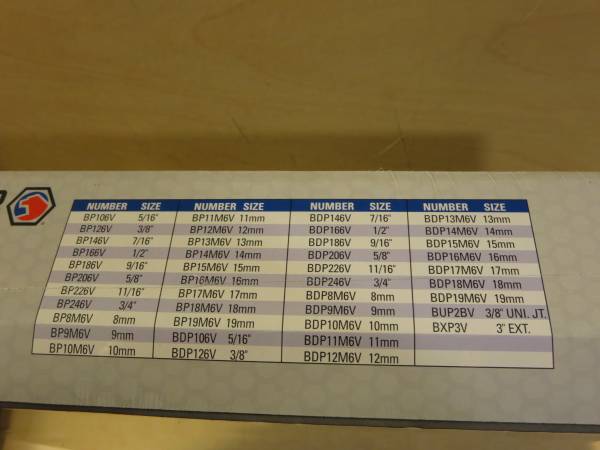 NUMBER SIZE NUMBER SIZE NUMBER SIZE NUMBER SIZE
BP106V 5/16" BP11M6V 11mm BDP146V 7/16" BDP13M6V 13mm
BP126V 3/8" BP12M6V 12mm BDP166V 1/2" BDP14M6V 14mm
BP146V 7/16" BP13M6V 13mm BDP186V 9/16" BDP15M6V 15mm
BP166V 1/2" BP14M6V 14mm BDP206V 5/8" BDP16M6V 16mm
BP186V 9/16" BP15M6V 15mm BDP226V 11/16" BDP17M6V 17mm
BP206V 5/8" BP16M6V 16mm BDP246V 3/4" BDP18M6V 18mm
BP226V 11/16" BP17M6V 17mm BDP8M6V 8mm BDP19M6V 19mm
BP246V 3/4" BP18M6V 18mm BDP9M6V 9mm BUP2BV 3/8" UNI. JT.
BP8M6V 8mm BP19M6V 19mm BDP10M6V 10mm BXP3V 3" EXT.
BP9M6V 9mm BDP106V 5/16" BDP11M6V 11mm
BP10M6V 10mm BDP126V 3/8" BDP12M6V 12mm